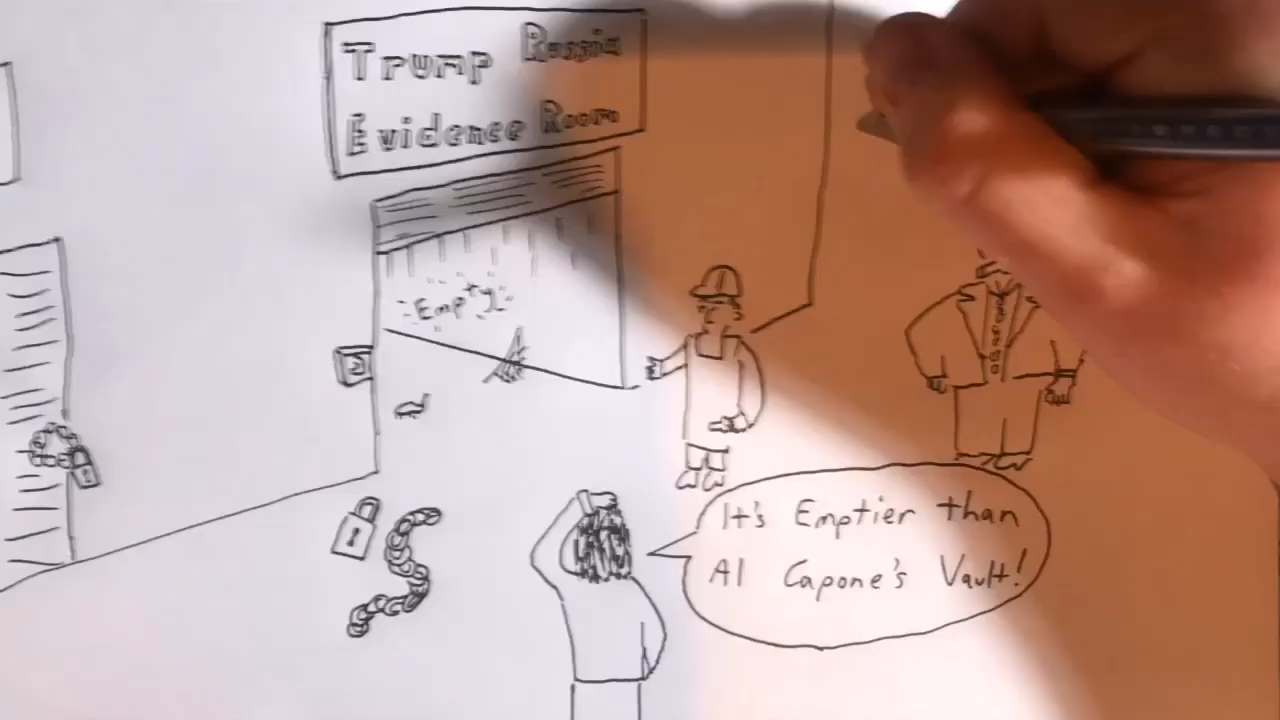 Trump Russia
Evidence Room
Empty
It's Emptier than
Al Capone's Vault!